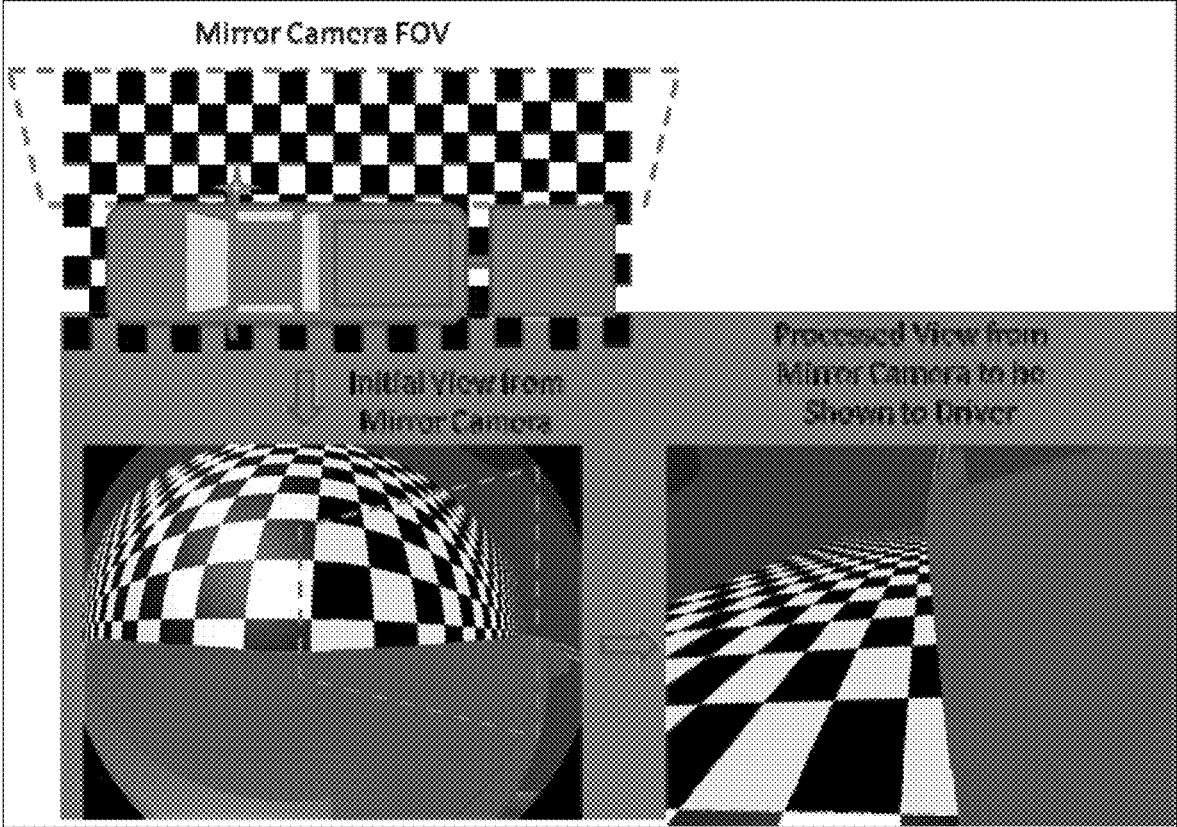 Mirror Camera FOV
Initial View from
Mirror Camera
Processed View from
Mirror Camera to be
Shown to Driver